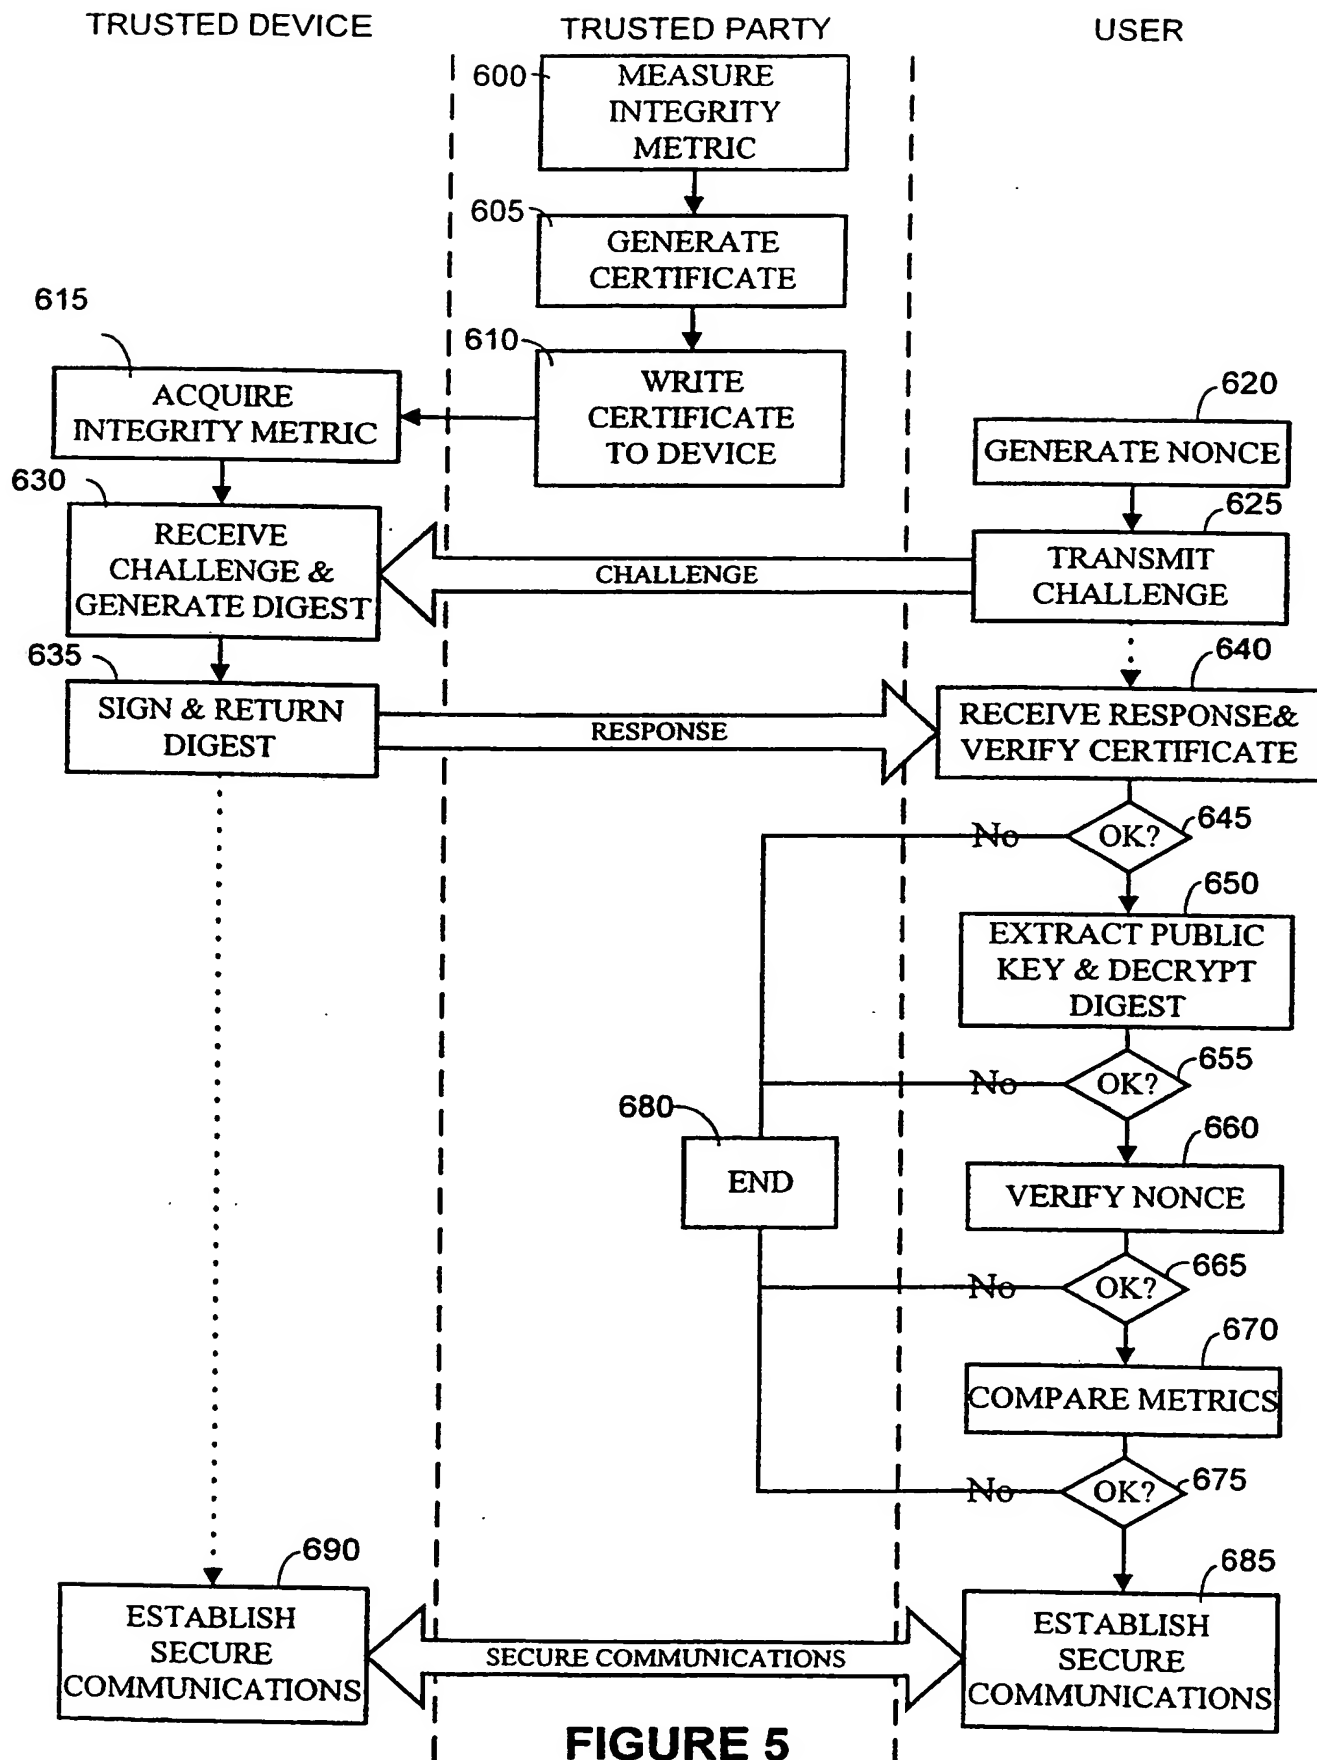 TRUSTED DEVICE
TRUSTED PARTY
USER
600
MEASURE
INTEGRITY
METRIC
605
GENERATE
CERTIFICATE
610
WRITE
CERTIFICATE
TO DEVICE
615
ACQUIRE
INTEGRITY METRIC
620
GENERATE NONCE
625
TRANSMIT
CHALLENGE
CHALLENGE
630
RECEIVE
CHALLENGE &
GENERATE DIGEST
635
SIGN & RETURN
DIGEST
RESPONSE
640
RECEIVE RESPONSE&
VERIFY CERTIFICATE
645
OK?
No
650
EXTRACT PUBLIC
KEY & DECRYPT
DIGEST
655
OK?
No
680
END
660
VERIFY NONCE
665
OK?
No
670
COMPARE METRICS
675
OK?
No
690
ESTABLISH
SECURE
COMMUNICATIONS
SECURE COMMUNICATIONS
685
ESTABLISH
SECURE
COMMUNICATIONS
FIGURE 5